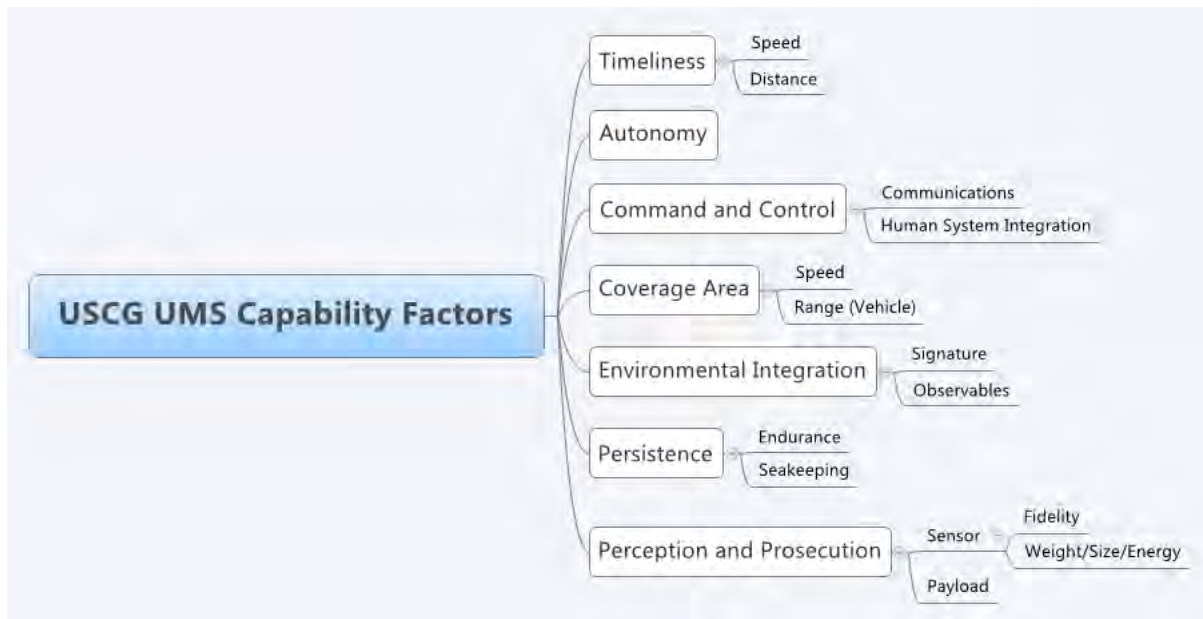 USCG UMS Capability Factors
Timeliness
Speed
Distance
Autonomy
Command and Control
Communications
Human System Integration
Coverage Area
Speed
Range (Vehicle)
Environmental Integration
Signature
Observables
Persistence
Endurance
Seakeeping
Perception and Prosecution
Sensor
Fidelity
Weight/Size/Energy
Payload